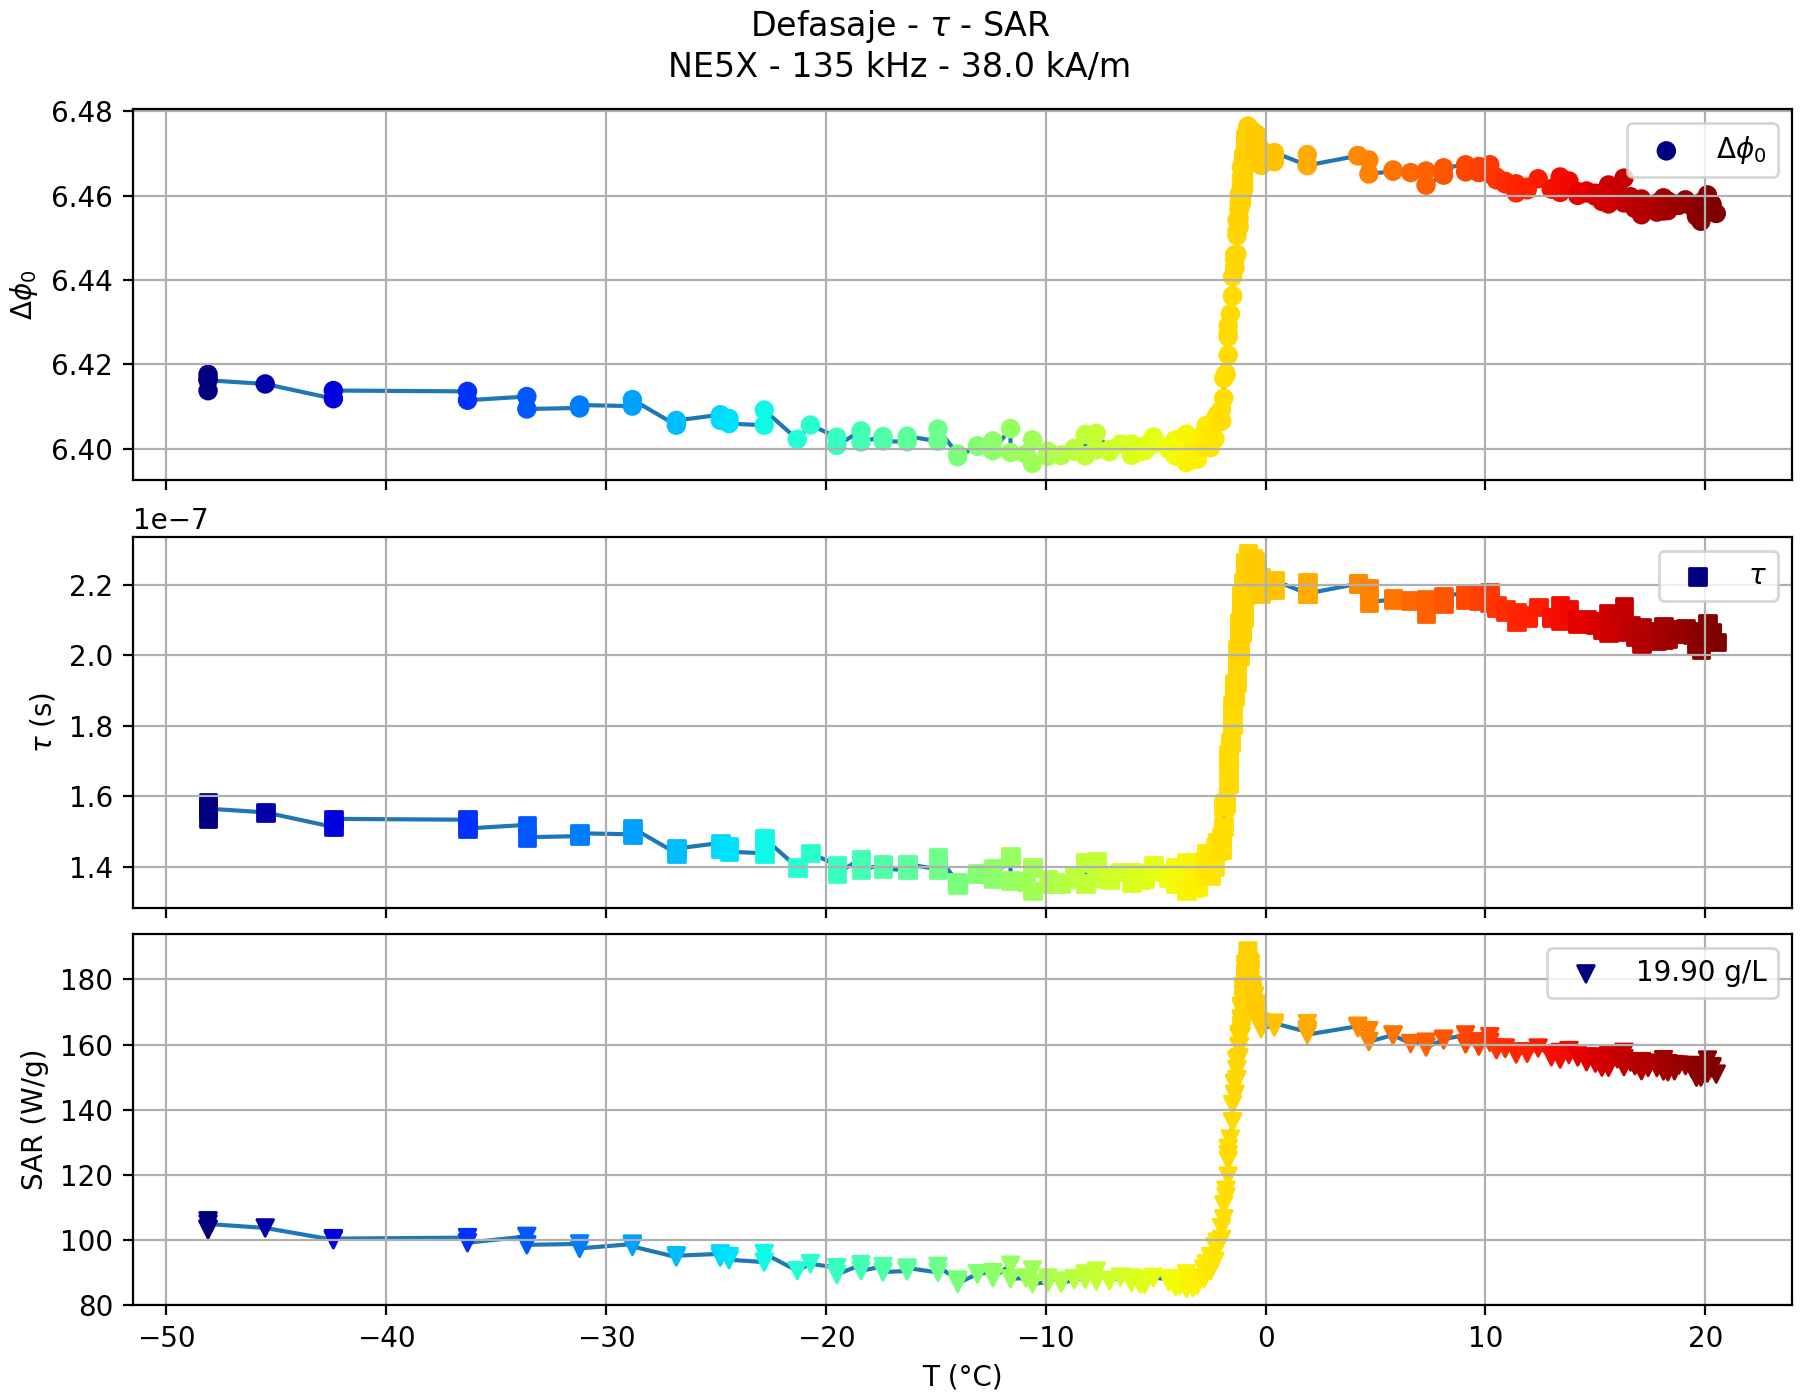 Defasaje - τ - SAR
NE5X - 135 kHz - 38.0 kA/m
6.48
6.46
6.44
6.42
6.40
Δϕ₀
Δϕ₀
1e−7
2.2
2.0
1.8
1.6
1.4
τ (s)
τ
180
160
140
120
100
80
SAR (W/g)
19.90 g/L
−50 −40 −30 −20 −10 0 10 20
T (°C)